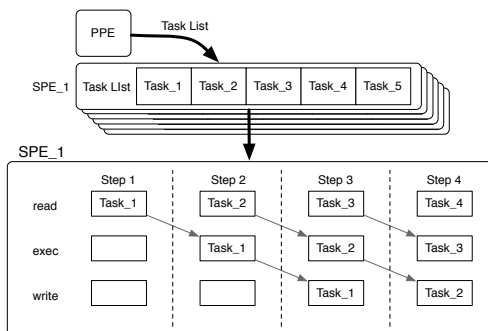 PPE
Task List
SPE_1
Task LIst Task_1 Task_2 Task_3 Task_4 Task_5
SPE_1
Step 1 Step 2 Step 3 Step 4
read Task_1 Task_2 Task_3 Task_4
exec Task_1 Task_2 Task_3
write Task_1 Task_2